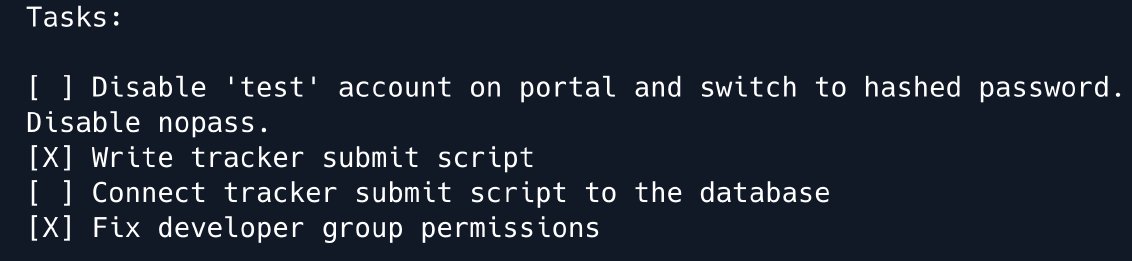 Tasks:
[ ] Disable 'test' account on portal and switch to hashed password.
Disable nopass.
[X] Write tracker submit script
[ ] Connect tracker submit script to the database
[X] Fix developer group permissions